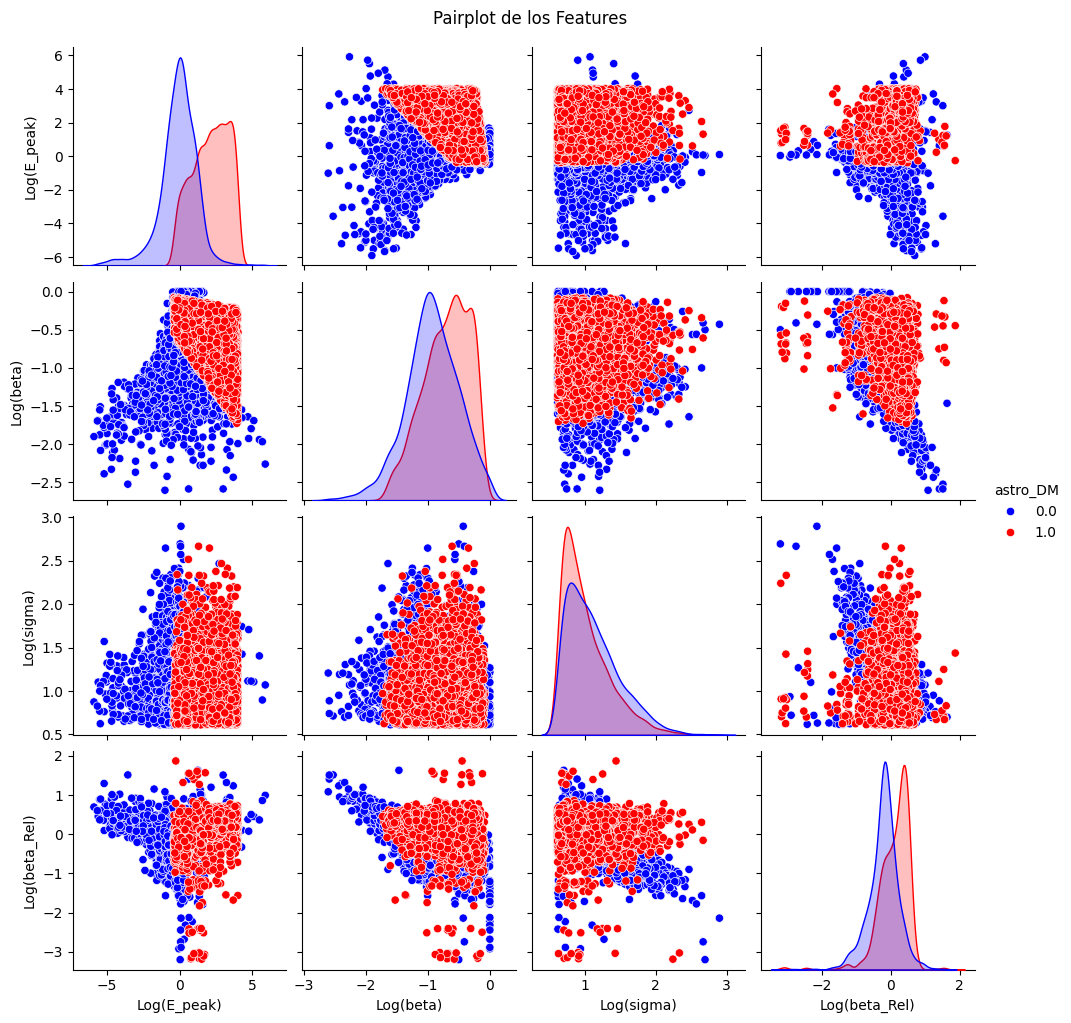 Pairplot de los Features
6
4
2
0
−2
−4
−6
Log(E_peak)
0.0
−0.5
−1.0
−1.5
−2.0
−2.5
Log(beta)
astro_DM
0.0
1.0
3.0
2.5
2.0
1.5
1.0
0.5
Log(sigma)
2
1
0
−1
−2
−3
Log(beta_Rel)
−5 0 5
−3 −2 −1 0
1 2 3
−2 0 2
Log(E_peak) Log(beta) Log(sigma) Log(beta_Rel)